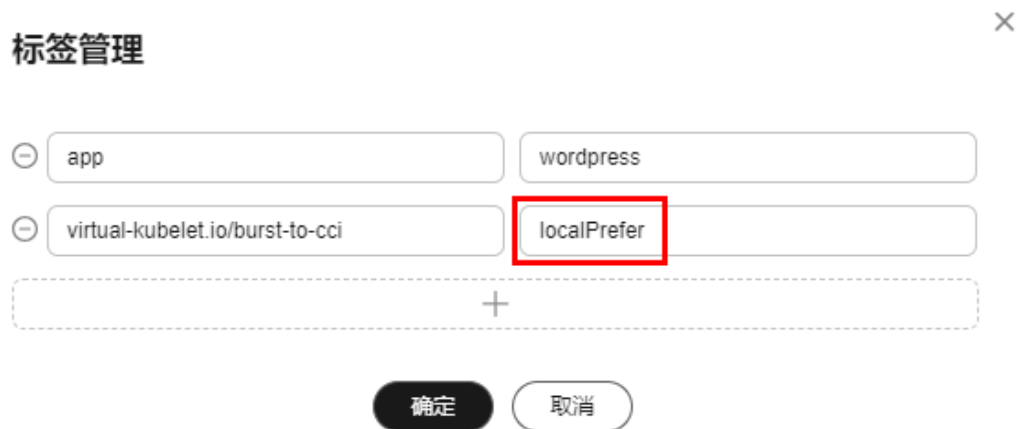 标签管理
app wordpress
virtual-kubelet.io/burst-to-cci localPrefer
确定 取消